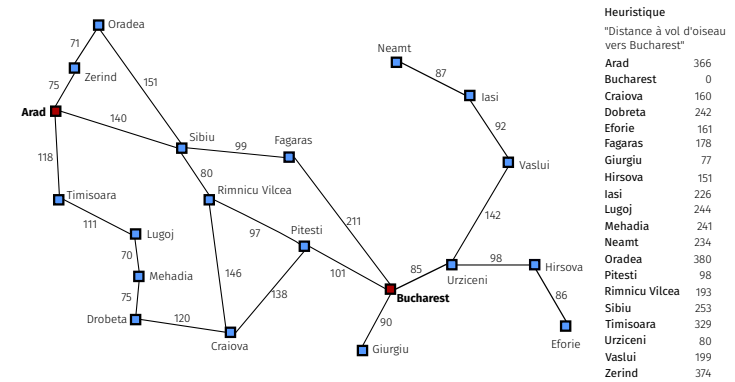 Oradea
71
Zerind
75
151
Arad
140
118
Sibiu
99
Fagaras
80
Rimnicu Vilcea
Timisoara
111
Lugoj
70
Mehadia
75
Drobeta
120
Craiova
146
97
Pitesti
138
101
211
Neamt
87
Iasi
92
Vaslui
142
85
Urziceni
98
Hirsova
86
Eforie
Bucharest
90
Giurgiu
Heuristique
"Distance à vol d'oiseau
vers Bucharest"
Arad 366
Bucharest 0
Craiova 160
Dobreta 242
Eforie 161
Fagaras 178
Giurgiu 77
Hirsova 151
Iasi 226
Lugoj 244
Mehadia 241
Neamt 234
Oradea 380
Pitesti 98
Rimnicu Vilcea 193
Sibiu 253
Timisoara 329
Urziceni 80
Vaslui 199
Zerind 374